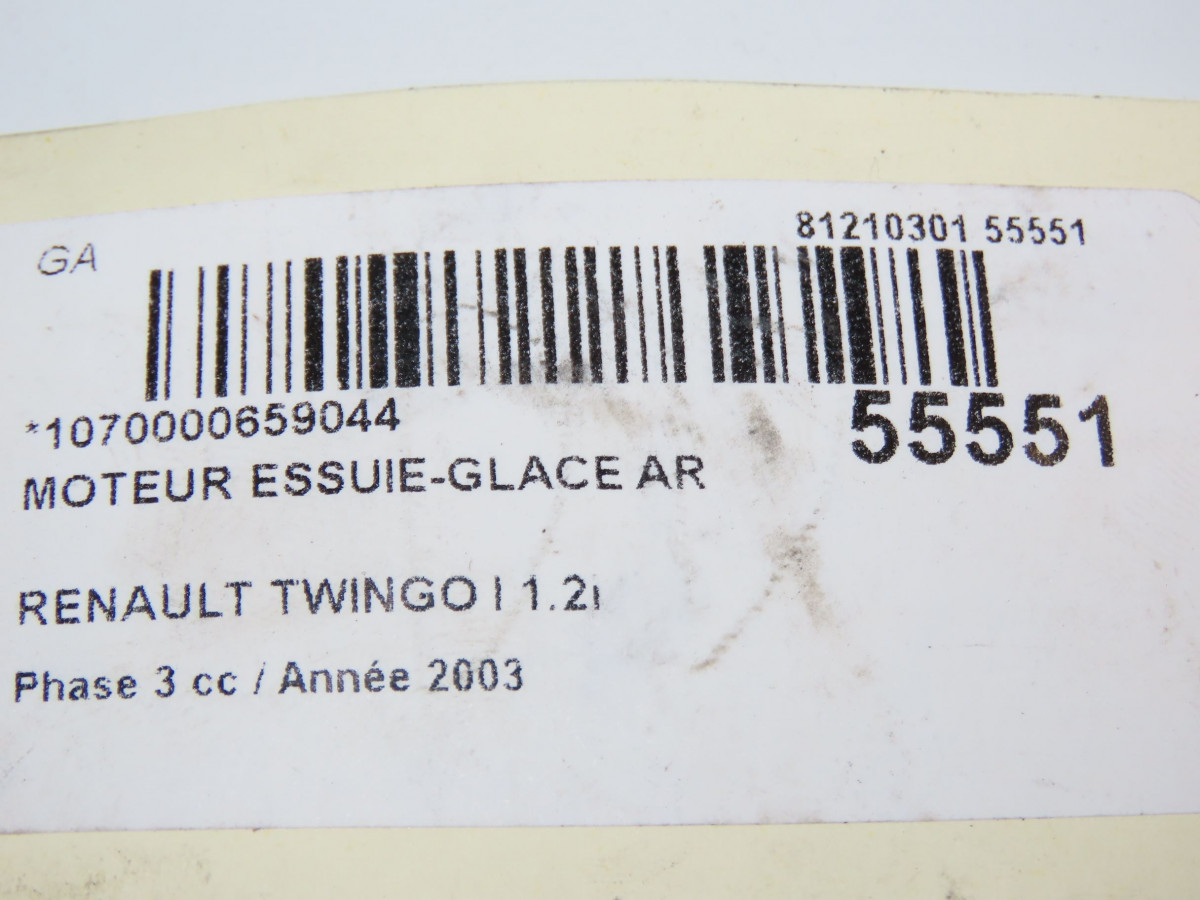 81210301 55551
GA
*1070000659044
55551
MOTEUR ESSUIE-GLACE AR
RENAULT TWINGO I 1.2i
Phase 3 cc / Année 2003